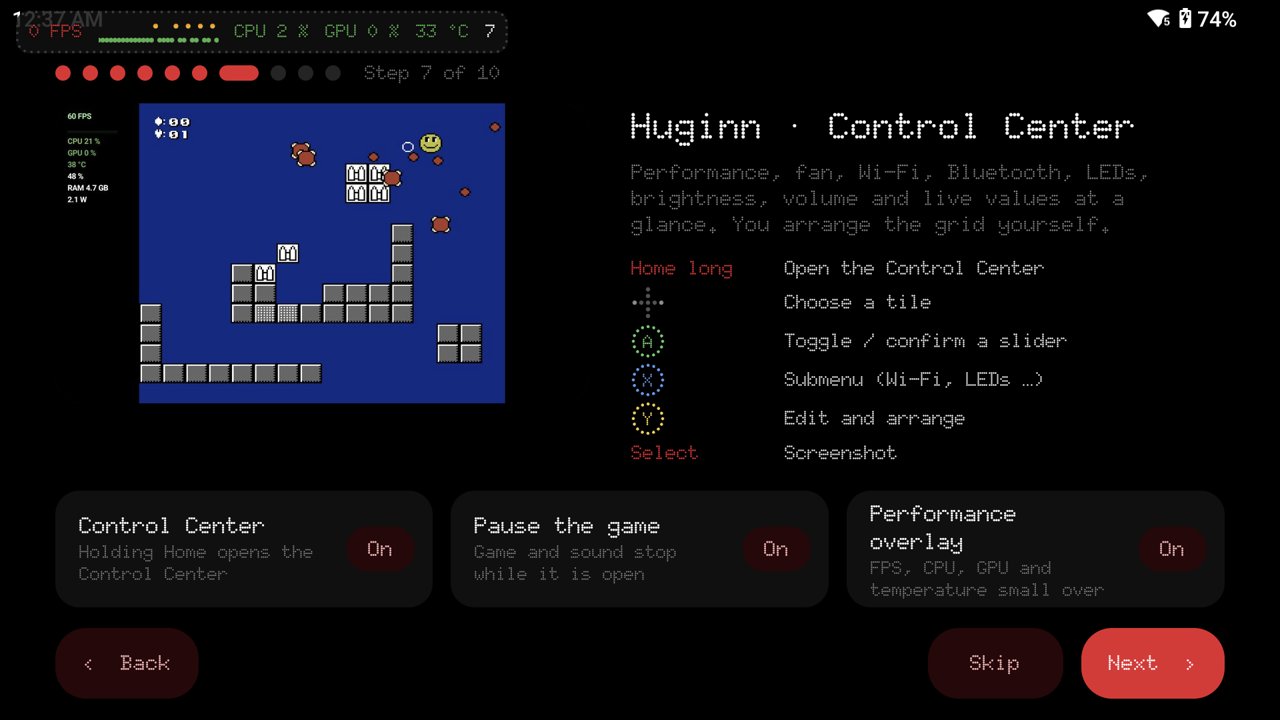 12:37 AM
0 FPS CPU 2 % GPU 0 % 33 °C 7
74%
Step 7 of 10
60 FPS
CPU 21 %
GPU 0 %
38 °C
48 %
RAM 4.7 GB
2.1 W
:00
:01
Huginn · Control Center
Performance, fan, Wi-Fi, Bluetooth, LEDs,
brightness, volume and live values at a
glance. You arrange the grid yourself.
Home long Open the Control Center
Choose a tile
A Toggle / confirm a slider
X Submenu (Wi-Fi, LEDs …)
Y Edit and arrange
Select Screenshot
Control Center
Holding Home opens the
Control Center
On
Pause the game
Game and sound stop
while it is open
On
Performance
overlay
FPS, CPU, GPU and
temperature small over
On
‹ Back
Skip
Next ›